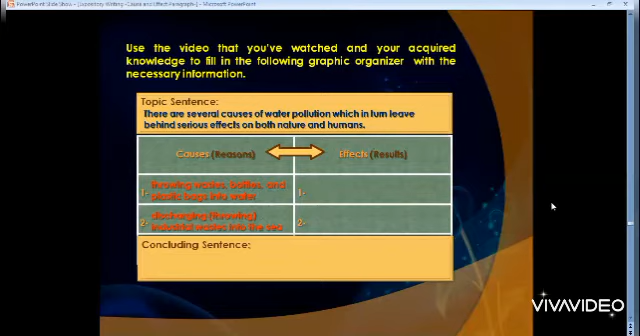 PowerPoint Slide Show - [Laboratory Writing -Cause and Effect-Paragraph-] - Microsoft PowerPoint
Use the video that you've watched and your acquired
knowledge to fill in the following graphic organizer with the
necessary information.
Topic Sentence:
There are several causes of water pollution which in turn leave
behind serious effects on both nature and humans.
Causes (Reasons)
Effects (Results)
1- throwing wastes, bottles, and
plastic bags into water
1-
2- discharging (throwing)
industrial wastes into the sea
2-
Concluding Sentence:
VIVAVIDEO